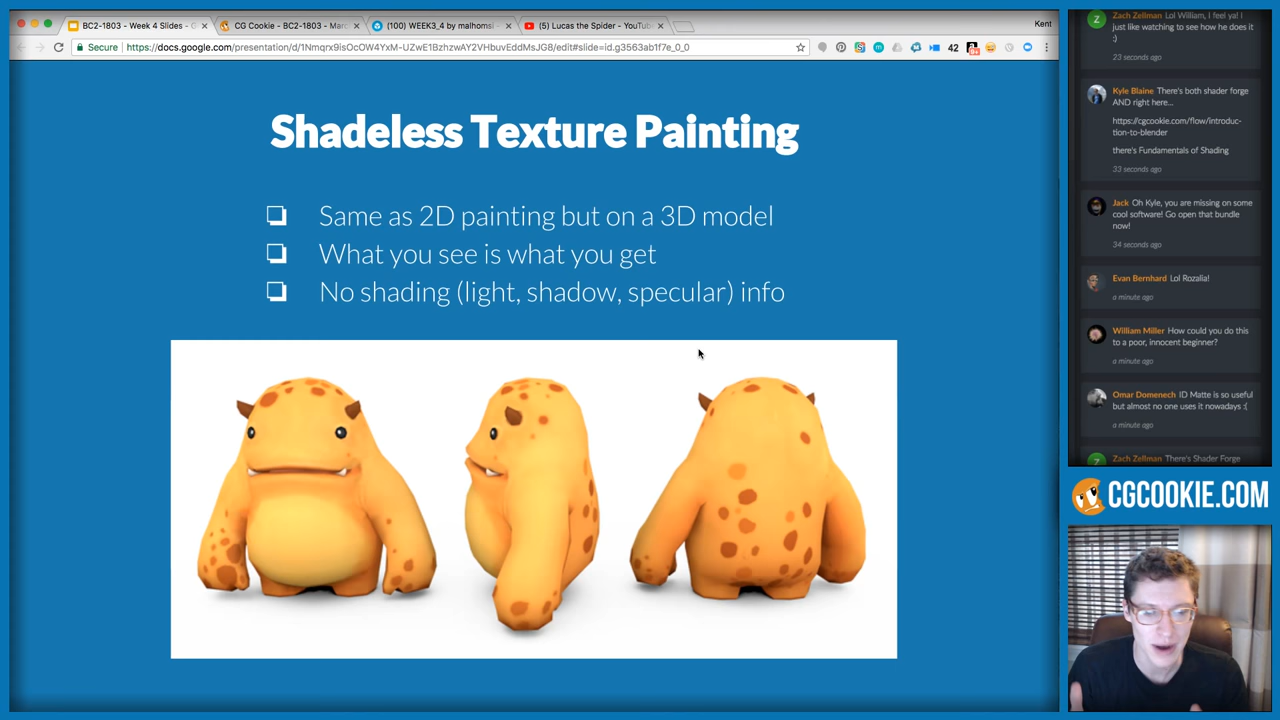 BC2-1803 - Week 4 Slides - G
CG Cookie - BC2-1803 - Marc
(100) WEEK3_4 by malhomsi -
(5) Lucas the Spider - YouTube
Kent
Secure
https://docs.google.com/presentation/d/1Nmqrx9isOcOW4YxM-UZwE1BzhzwAY2VHbuvEddMsJG8/edit#slide=id.g3563ab1f7e_0_0
42
Shadeless Texture Painting
Same as 2D painting but on a 3D model
What you see is what you get
No shading (light, shadow, specular) info
Z
Zach Zellman Lol William, I feel ya! I
just like watching to see how he does it
:)
23 seconds ago
Kyle Blaine There's both shader forge
AND right here...
https://cgcookie.com/flow/introduc-
tion-to-blender
there's Fundamentals of Shading
33 seconds ago
Jack Oh Kyle, you are missing on some
cool software! Go open that bundle
now!
34 seconds ago
Evan Bernhard Lol Rozalia!
a minute ago
William Miller How could you do this
to a poor, innocent beginner?
a minute ago
Omar Domenech ID Matte is so useful
but almost no one uses it nowadays :(
a minute ago
Z
Zach Zellman There's Shader Forge
CGCOOKIE.COM